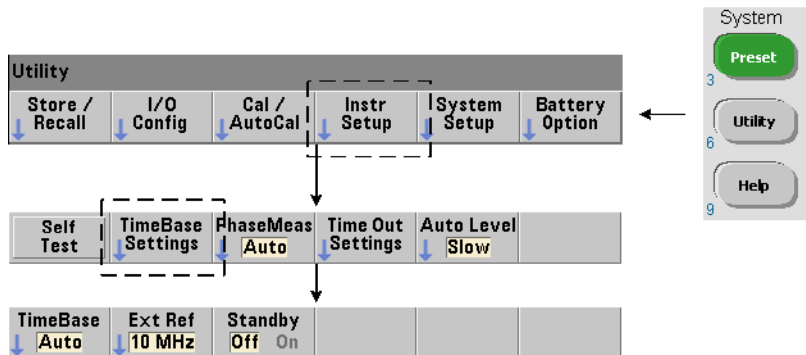 System
Preset
3
Utility
6
Help
9
Utility
Store / Recall
I/O Config
Cal / AutoCal
Instr Setup
System Setup
Battery Option
Self Test
TimeBase Settings
PhaseMeas Auto
Time Out Settings
Auto Level Slow
TimeBase Auto
Ext Ref 10 MHz
Standby Off On